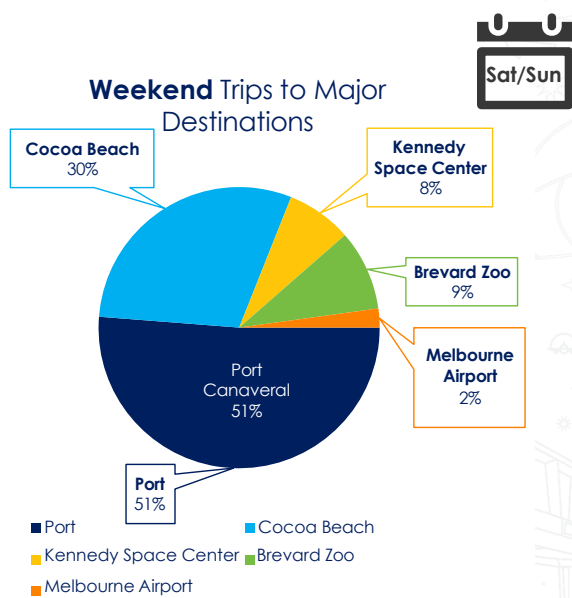 Sat/Sun
Weekend Trips to Major
Destinations
Cocoa Beach
30%
Kennedy
Space Center
8%
Brevard Zoo
9%
Melbourne
Airport
2%
Port
Canaveral
51%
Port
51%
Port
Cocoa Beach
Kennedy Space Center
Brevard Zoo
Melbourne Airport